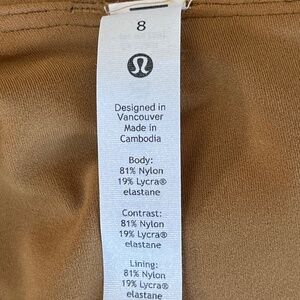 8
Designed in
Vancouver
Made in
Cambodia
Body:
81% Nylon
19% Lycra®
elastane
Contrast:
81% Nylon
19% Lycra®
elastane
Lining:
81% Nylon
19% Lycra®
elastane